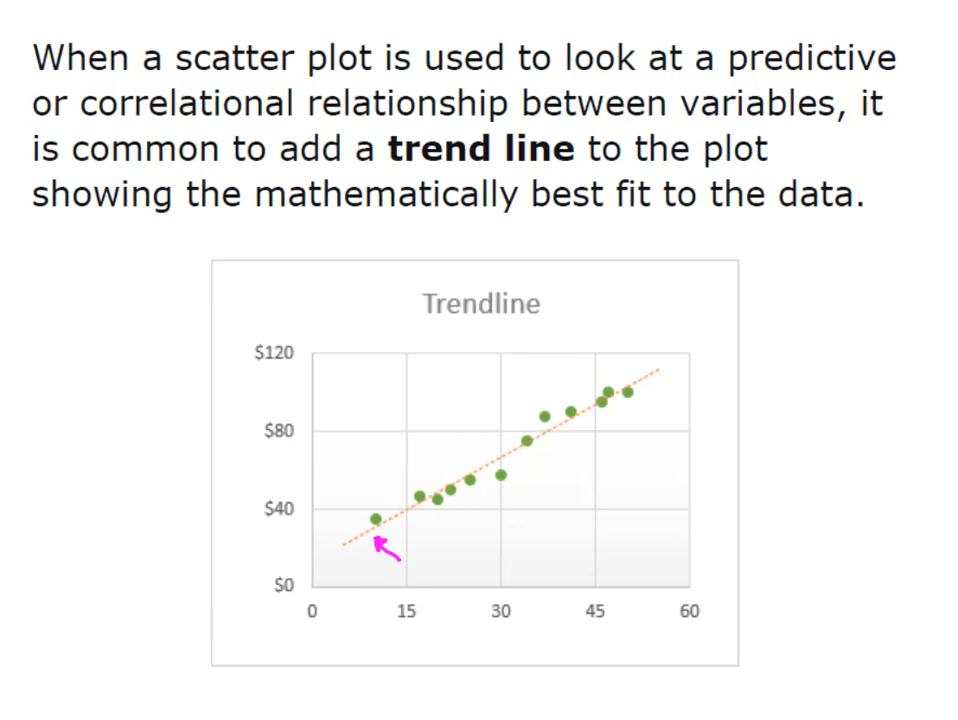 When a scatter plot is used to look at a predictive
or correlational relationship between variables, it
is common to add a trend line to the plot
showing the mathematically best fit to the data.
Trendline
$120
$80
$40
$0
0 15 30 45 60